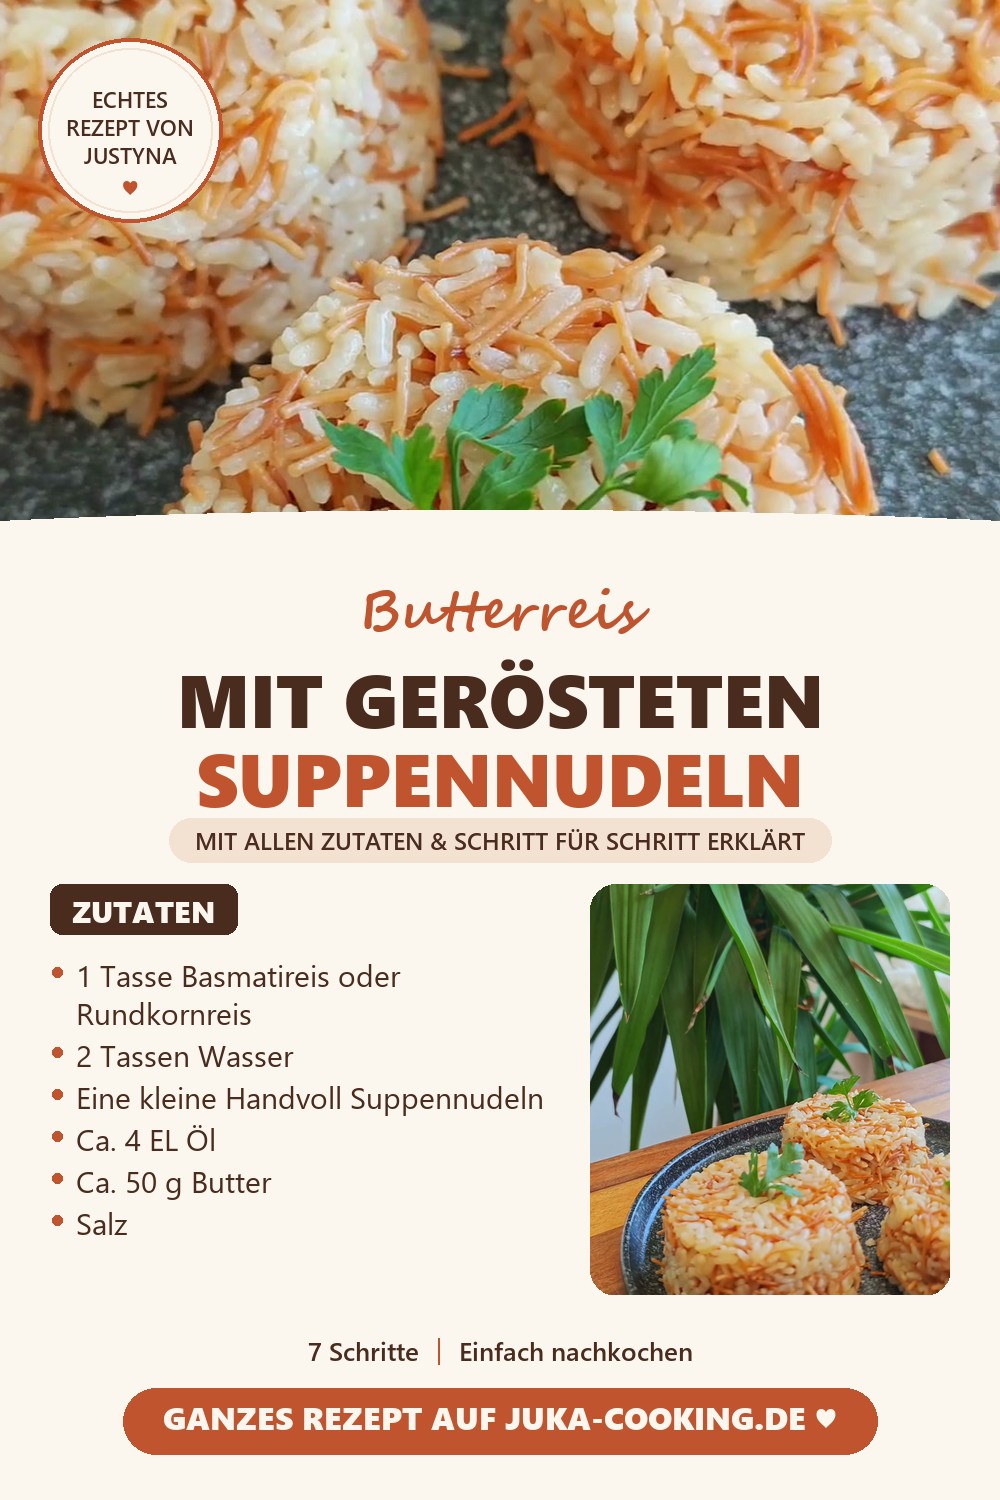 ECHTES
REZEPT VON
JUSTYNA
Butterreis
MIT GERÖSTETEN
SUPPENNUDELN
MIT ALLEN ZUTATEN & SCHRITT FÜR SCHRITT ERKLÄRT
ZUTATEN
• 1 Tasse Basmatireis oder
Rundkornreis
• 2 Tassen Wasser
• Eine kleine Handvoll Suppennudeln
• Ca. 4 EL Öl
• Ca. 50 g Butter
• Salz
7 Schritte | Einfach nachkochen
GANZES REZEPT AUF JUKA-COOKING.DE ♥